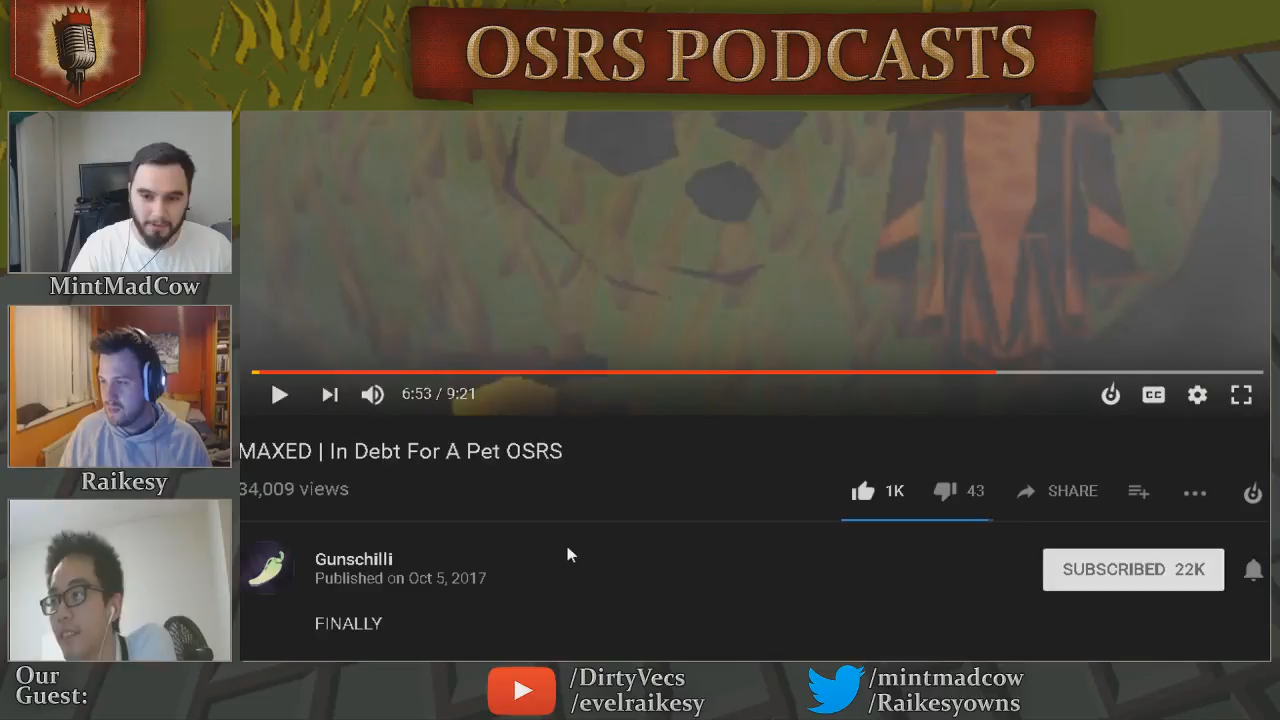 OSRS PODCASTS
MintMadCow
Raikesy
6:53 / 9:21
CC
MAXED | In Debt For A Pet OSRS
34,009 views
1K
43
SHARE
Gunschilli
Published on Oct 5, 2017
SUBSCRIBED 22K
FINALLY
Our
Guest:
/DirtyVecs
/evelraikesy
/mintmadcow
/Raikesyowns